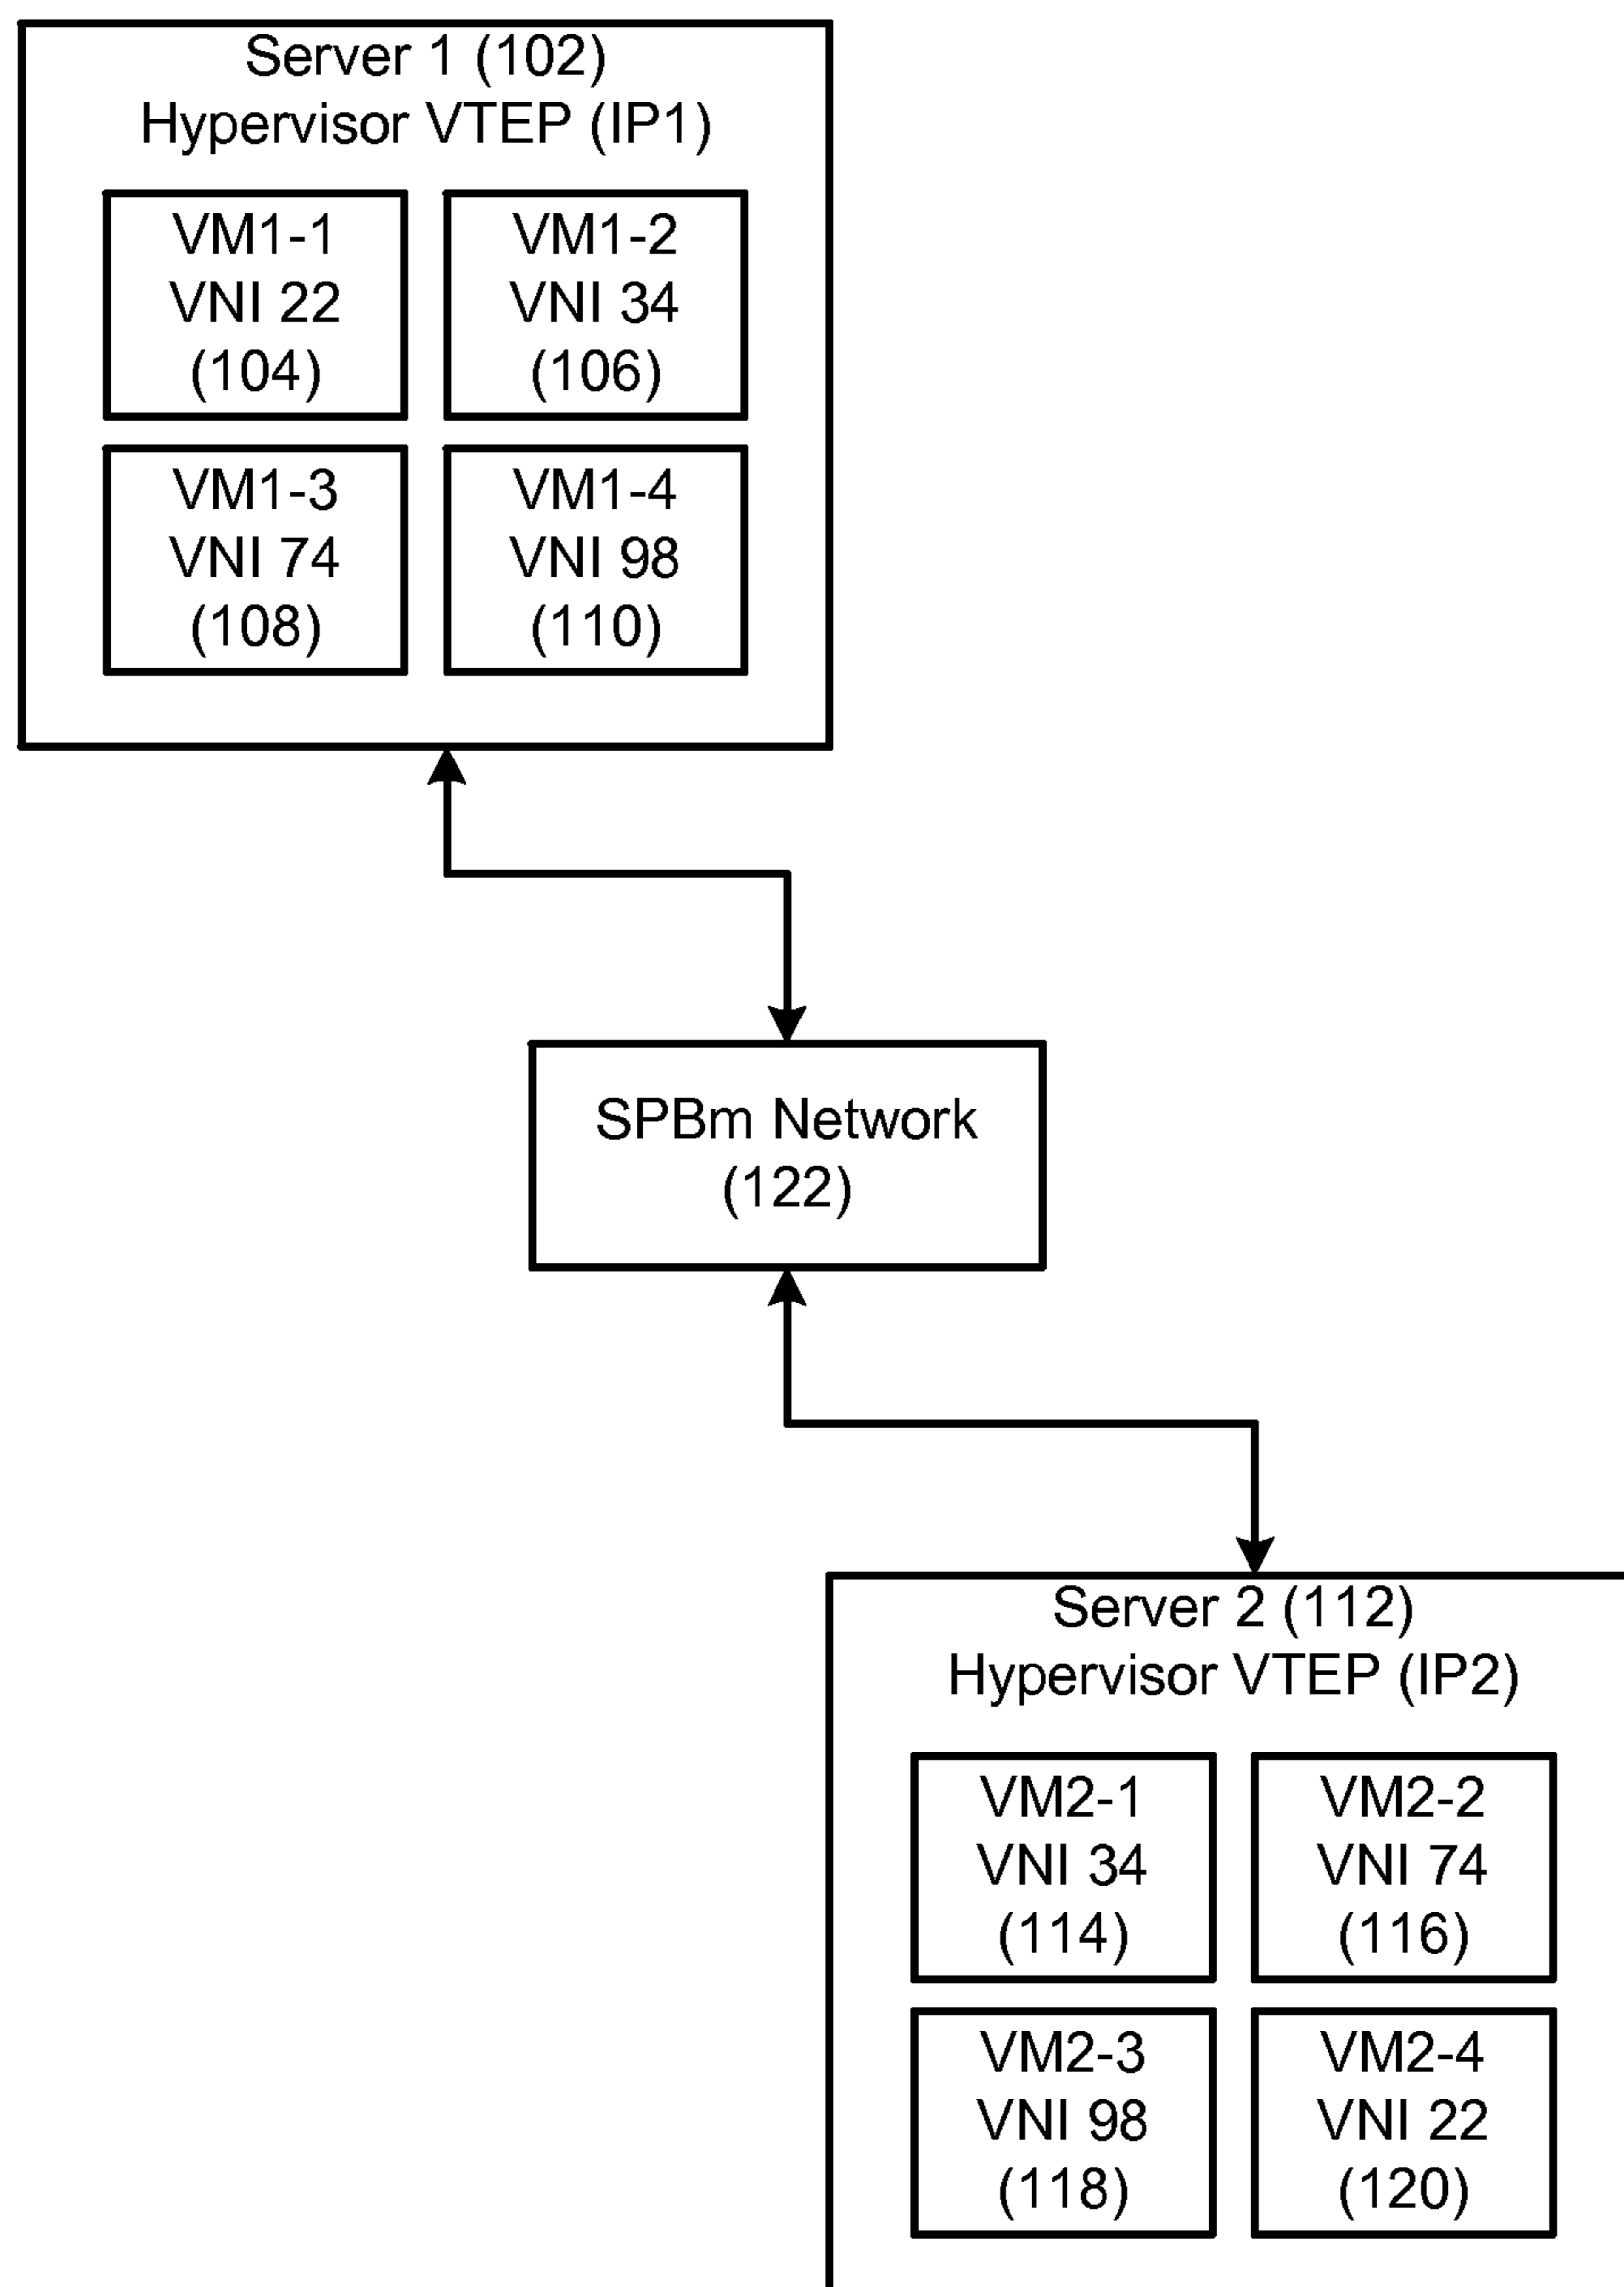 Server 1 (102)
Hypervisor VTEP (IP1)
VM1-1
VNI 22
(104)
VM1-2
VNI 34
(106)
VM1-3
VNI 74
(108)
VM1-4
VNI 98
(110)
SPBm Network
(122)
Server 2 (112)
Hypervisor VTEP (IP2)
VM2-1
VNI 34
(114)
VM2-2
VNI 74
(116)
VM2-3
VNI 98
(118)
VM2-4
VNI 22
(120)